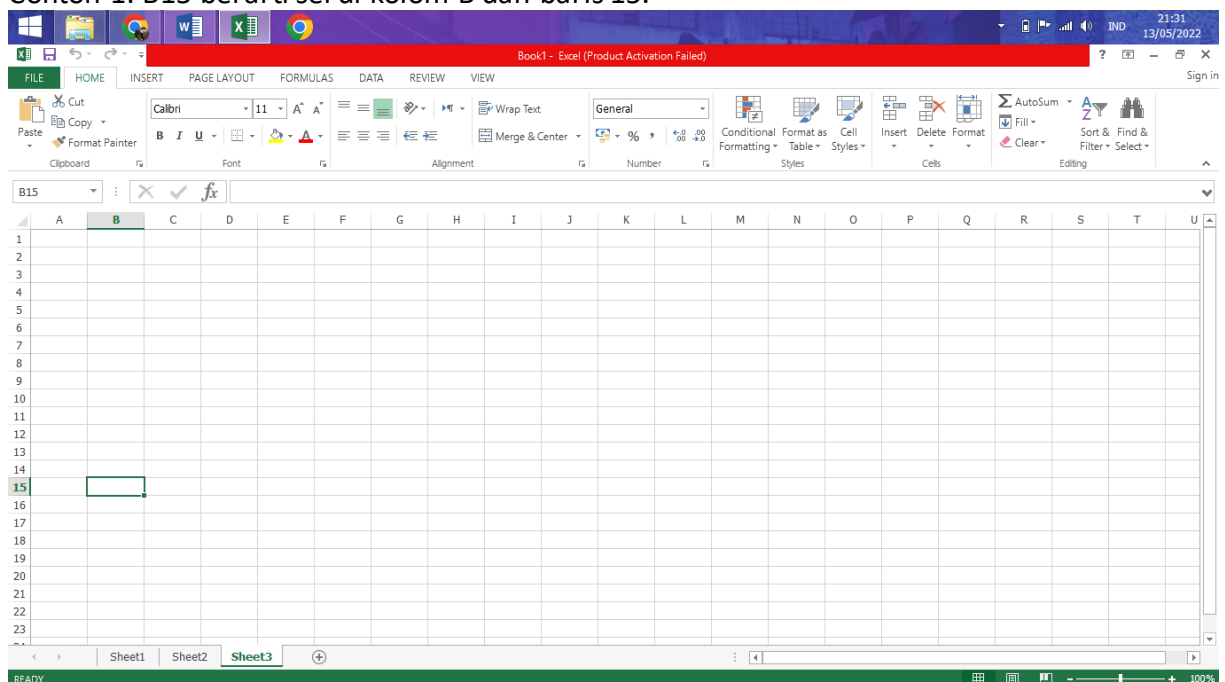 Contoh 1: B15 berarti sel di kolom B dan baris 15.
21:31
IND
13/05/2022
Book1 - Excel (Product Activation Failed)
FILE HOME INSERT PAGE LAYOUT FORMULAS DATA REVIEW VIEW Sign in
Cut
Copy
Format Painter
Paste
Calibri 11
B I U
Wrap Text
Merge & Center
General
%
Conditional Formatting
Format as Table
Cell Styles
Insert Delete Format
AutoSum
Fill
Clear
Sort & Filter
Find & Select
Clipboard Font Alignment Number Styles Cells Editing
B15 fx
A B C D E F G H I J K L M N O P Q R S T U
1
2
3
4
5
6
7
8
9
10
11
12
13
14
15
16
17
18
19
20
21
22
23
Sheet1 Sheet2 Sheet3
READY 100%